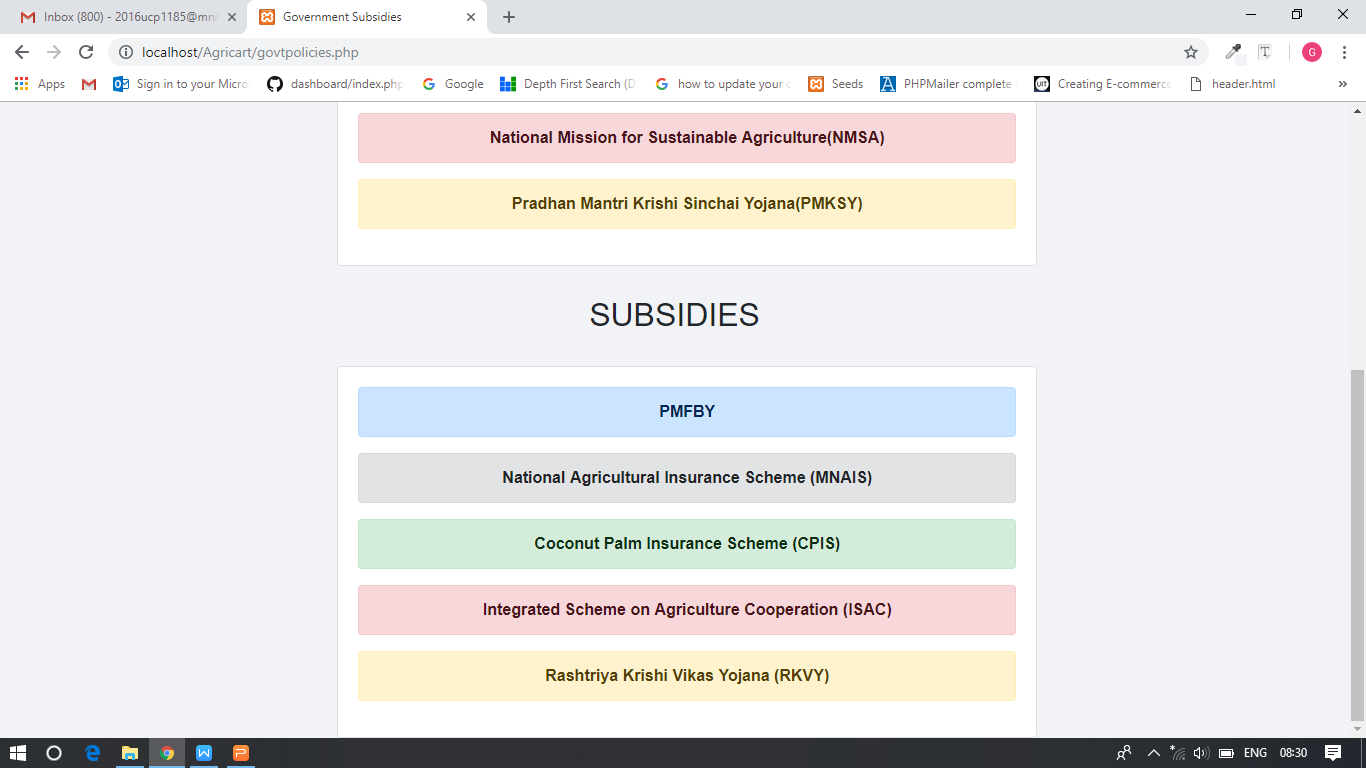 Inbox (800) - 2016ucp1185@mni
Government Subsidies
localhost/Agricart/govtpolicies.php
G
Apps
Sign in to your Micro
dashboard/index.php
Google
Depth First Search (D
how to update your c
Seeds
PHPMailer complete
Creating E-commerce
header.html
»
National Mission for Sustainable Agriculture(NMSA)
Pradhan Mantri Krishi Sinchai Yojana(PMKSY)
SUBSIDIES
PMFBY
National Agricultural Insurance Scheme (MNAIS)
Coconut Palm Insurance Scheme (CPIS)
Integrated Scheme on Agriculture Cooperation (ISAC)
Rashtriya Krishi Vikas Yojana (RKVY)
ENG
08:30